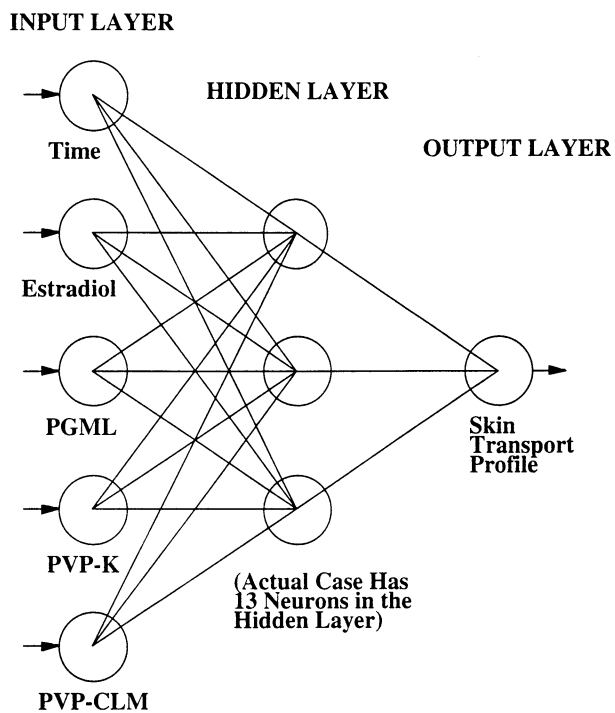 INPUT LAYER
HIDDEN LAYER
Time
OUTPUT LAYER
Estradiol
PGML
Skin
Transport
Profile
PVP-K
(Actual Case Has
13 Neurons in the
Hidden Layer)
PVP-CLM